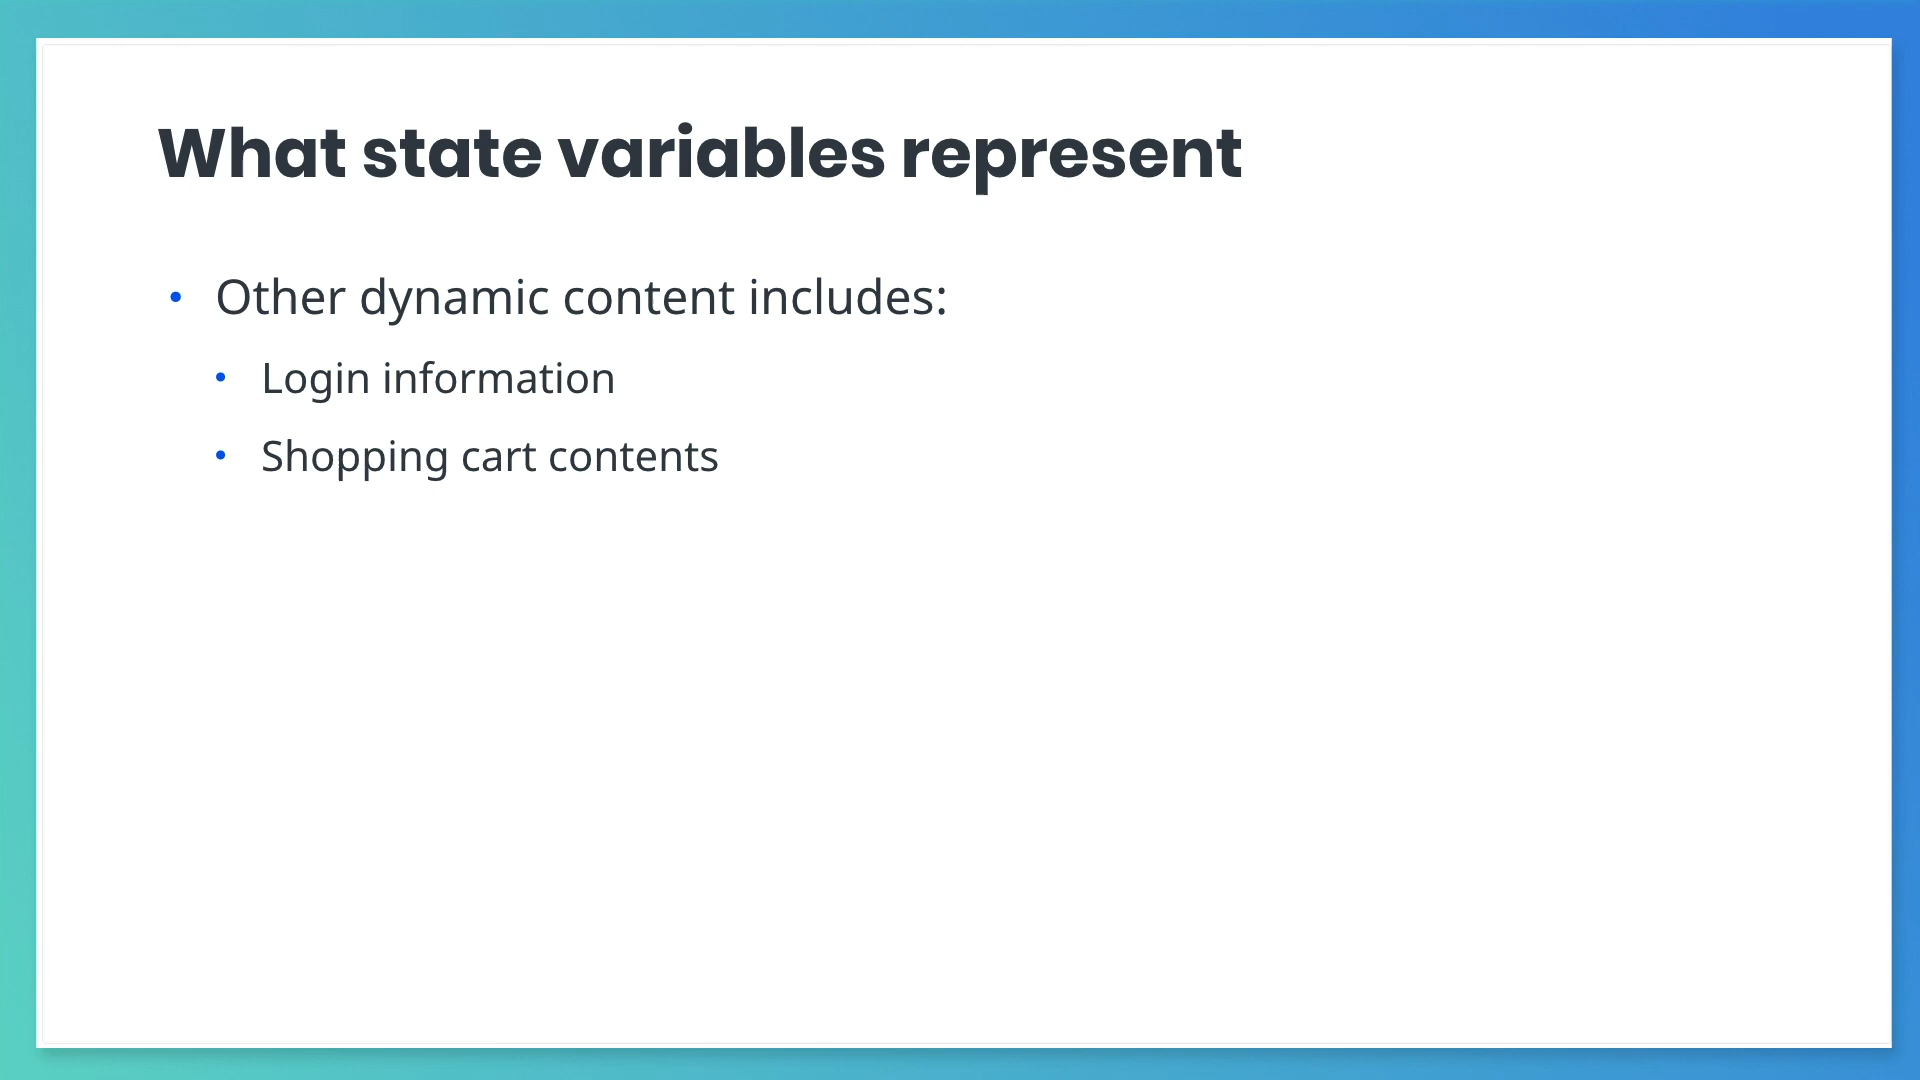 What state variables represent
• Other dynamic content includes:
• Login information
• Shopping cart contents